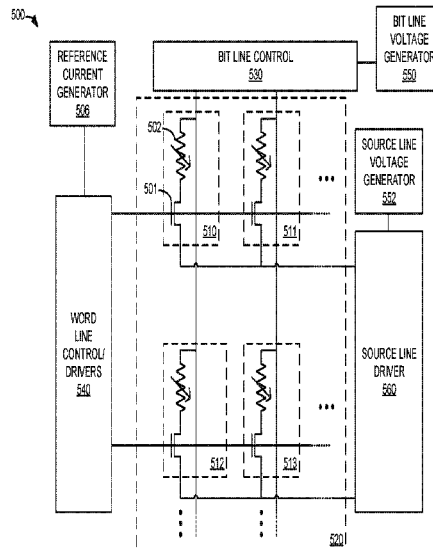 500
REFERENCE
CURRENT
GENERATOR
506
BIT LINE CONTROL
530
BIT LINE
VOLTAGE
GENERATOR
550
502
501
510
511
SOURCE LINE
VOLTAGE
GENERATOR
552
WORD
LINE
CONTROL/
DRIVERS
540
SOURCE LINE
DRIVER
560
512
513
520